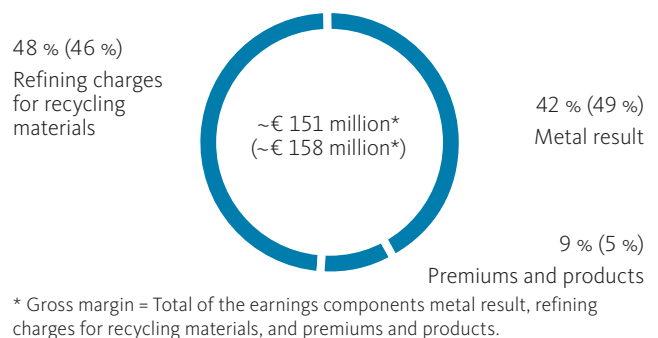 48 % (46 %)
Refining charges
for recycling
materials
~€ 151 million*
(~€ 158 million*)
42 % (49 %)
Metal result
9 % (5 %)
Premiums and products
* Gross margin = Total of the earnings components metal result, refining
charges for recycling materials, and premiums and products.